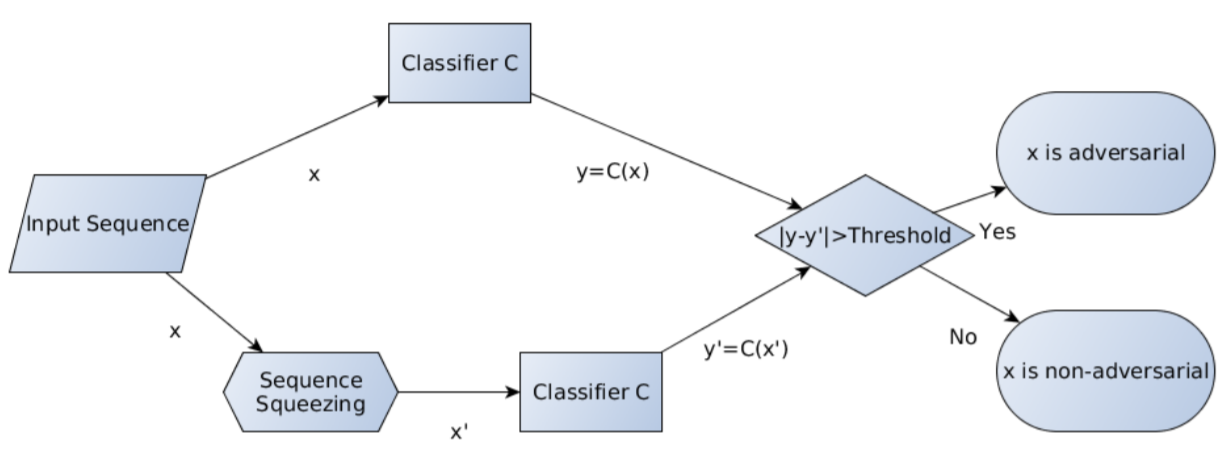 Classifier C
x is adversarial
x
y=C(x)
Input Sequence
|y-y'|>Threshold
Yes
x
No
y'=C(x')
Sequence
Squeezing
Classifier C
x is non-adversarial
x'